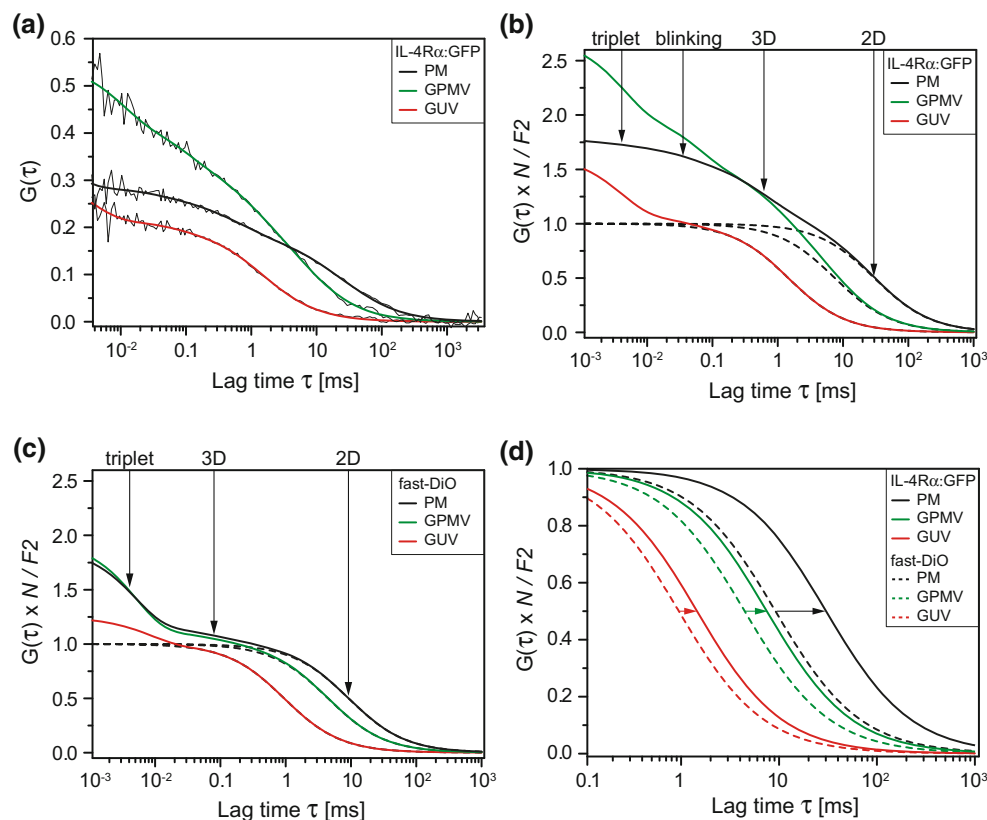 (a)
0.6
0.5
0.4
0.3
0.2
0.1
0.0
G(τ)
10⁻² 0.1 1 10 10² 10³
Lag time τ [ms]
IL-4Rα:GFP
PM
GPMV
GUV
(b)
triplet blinking 3D 2D
2.5
2.0
1.5
1.0
0.5
0.0
G(τ) x N / F2
10⁻³ 10⁻² 0.1 1 10 10² 10³
Lag time τ [ms]
IL-4Rα:GFP
PM
GPMV
GUV
(c)
triplet 3D 2D
2.5
2.0
1.5
1.0
0.5
0.0
G(τ) x N / F2
10⁻³ 10⁻² 0.1 1 10 10² 10³
Lag time τ [ms]
fast-DiO
PM
GPMV
GUV
(d)
1.0
0.8
0.6
0.4
0.2
0.0
G(τ) x N / F2
0.1 1 10 10² 10³
Lag time τ [ms]
IL-4Rα:GFP
PM
GPMV
GUV
fast-DiO
PM
GPMV
GUV